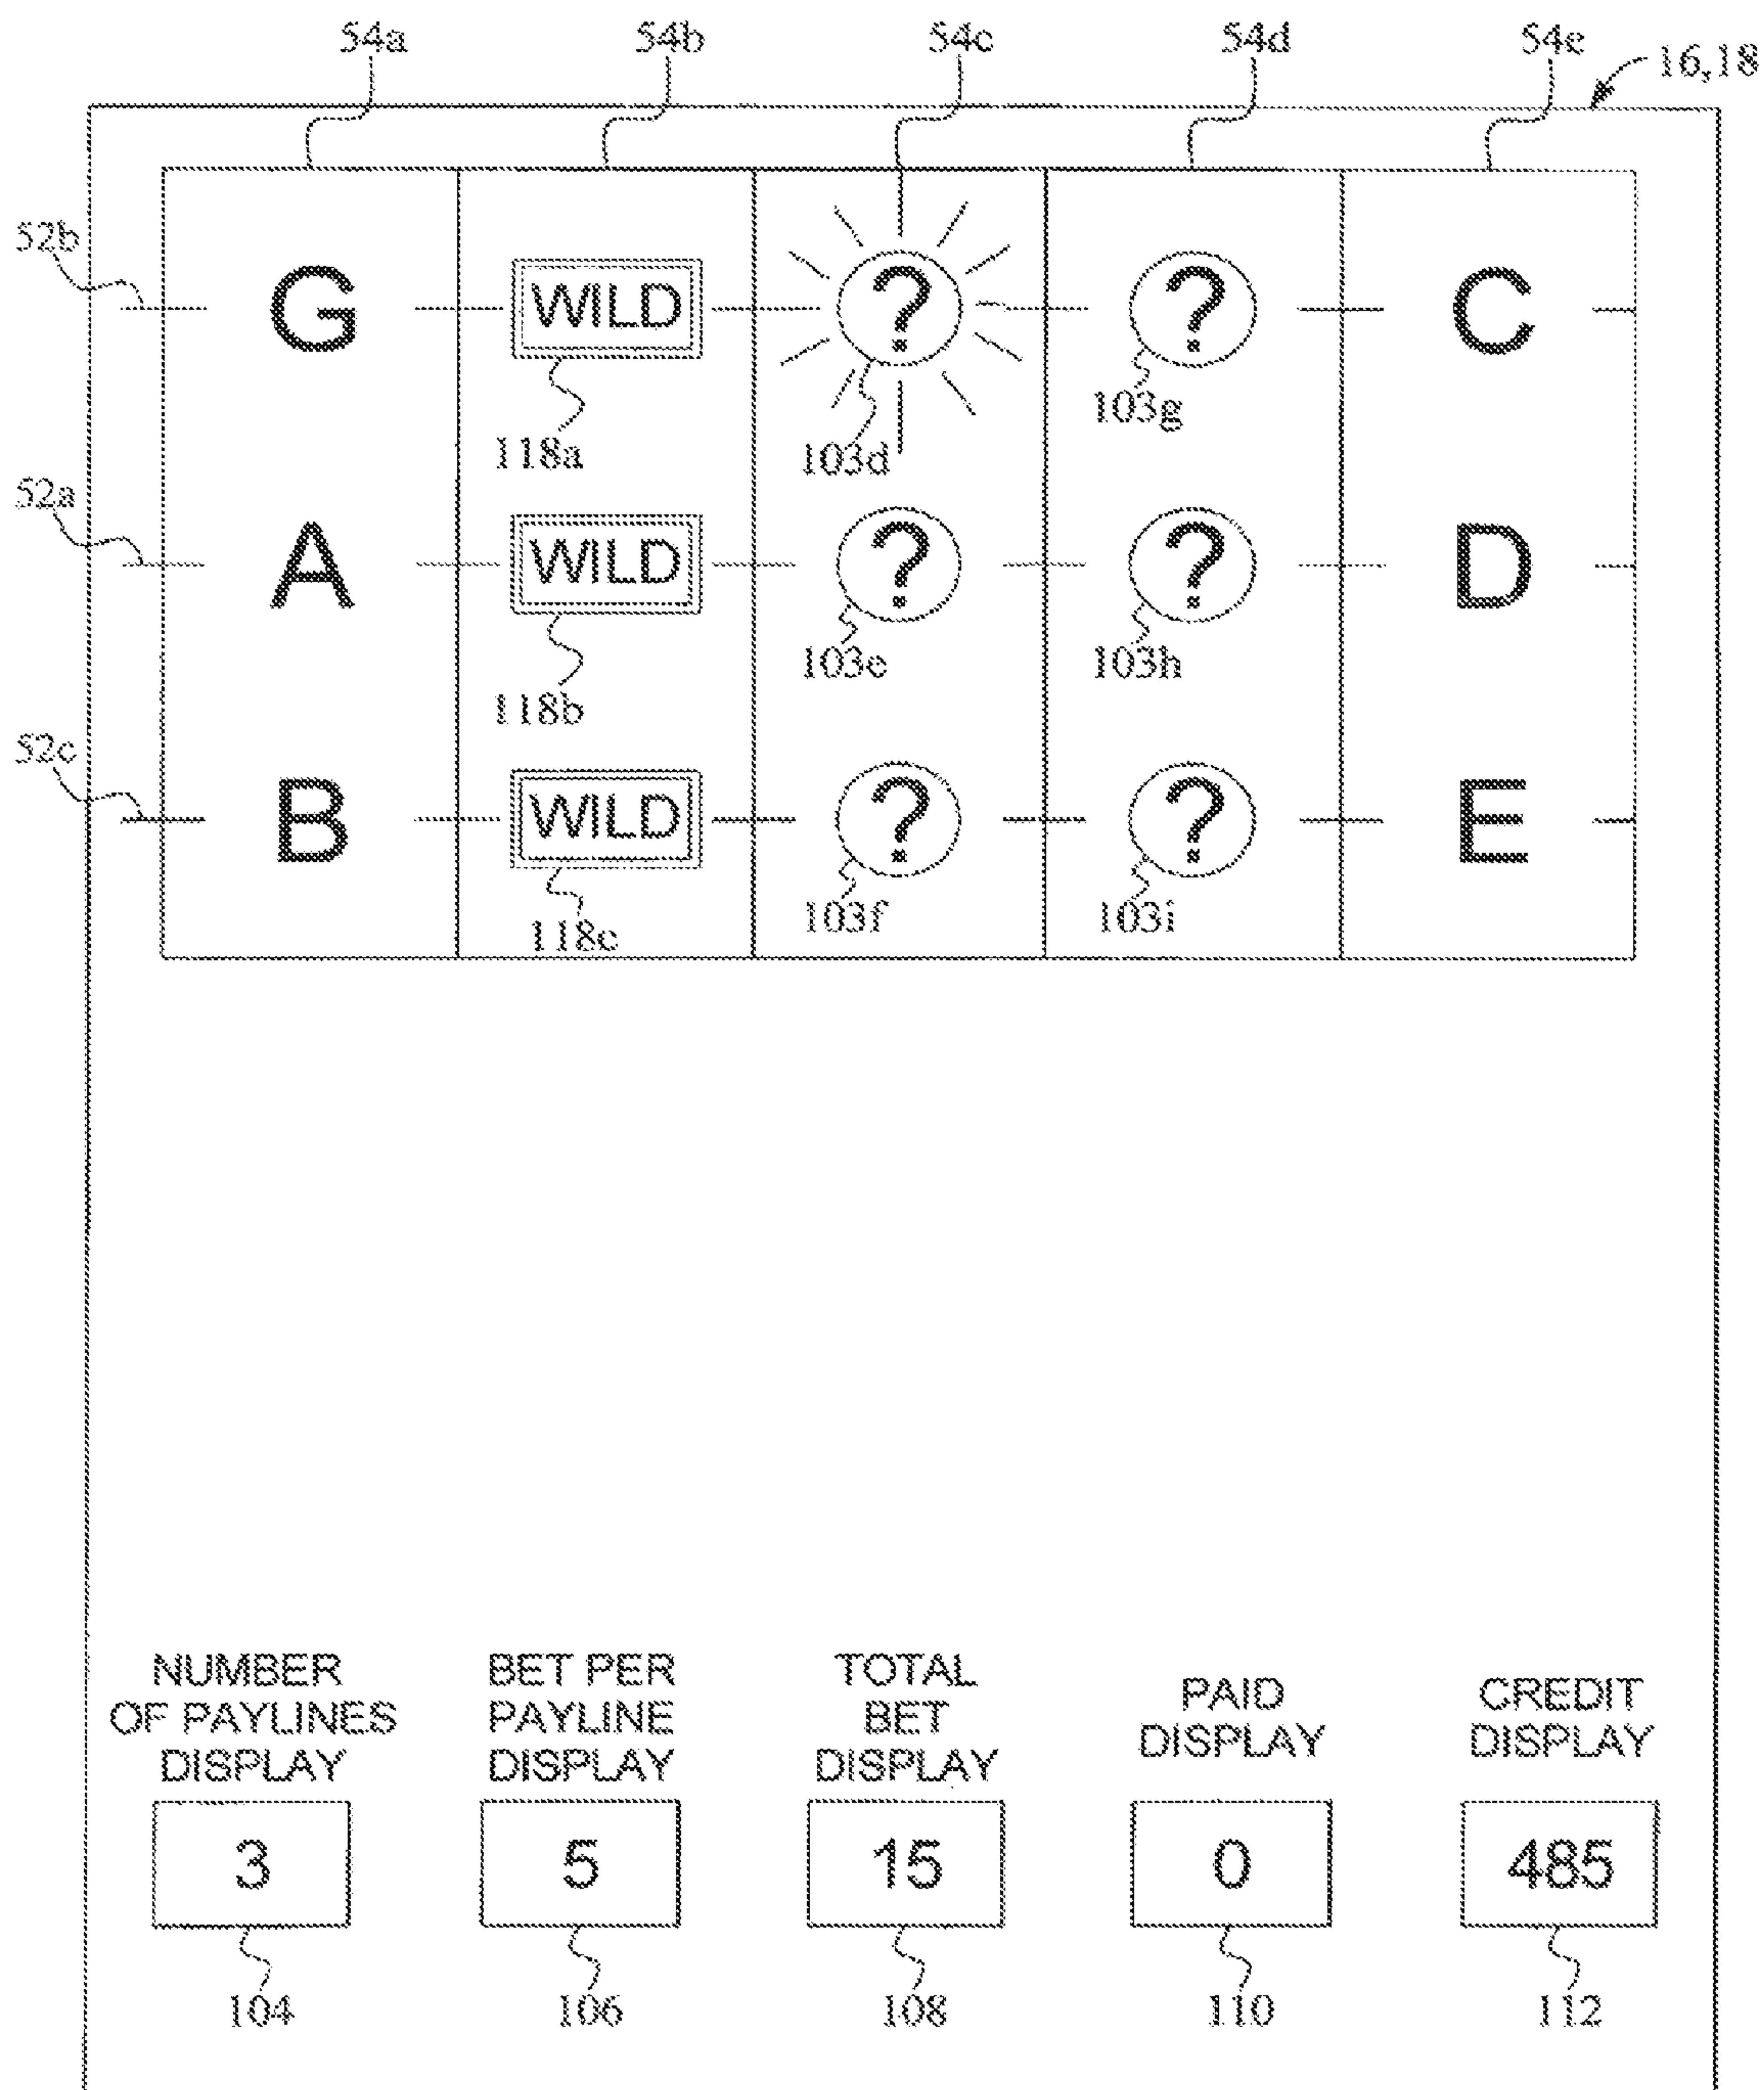 54a 54b 54c 54d 54e
16,18
52b G WILD ? ? C
118a 103d 103g
52a A WILD ? ? D
118b 103e 103h
52c B WILD ? ? E
118c 103f 103i
NUMBER OF PAYLINES DISPLAY
3
104
BET PER PAYLINE DISPLAY
5
106
TOTAL BET DISPLAY
15
108
PAID DISPLAY
0
110
CREDIT DISPLAY
485
112